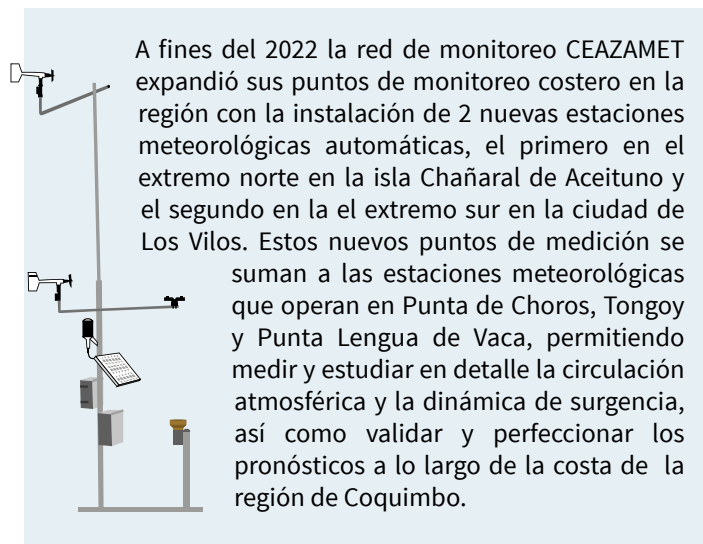 A fines del 2022 la red de monitoreo CEAZAMET
expandió sus puntos de monitoreo costero en la
región con la instalación de 2 nuevas estaciones
meteorológicas automáticas, el primero en el
extremo norte en la isla Chañaral de Aceituno y
el segundo en la el extremo sur en la ciudad de
Los Vilos. Estos nuevos puntos de medición se
suman a las estaciones meteorológicas
que operan en Punta de Choros, Tongoy
y Punta Lengua de Vaca, permitiendo
medir y estudiar en detalle la circulación
atmosférica y la dinámica de surgencia,
así como validar y perfeccionar los
pronósticos a lo largo de la costa de la
región de Coquimbo.